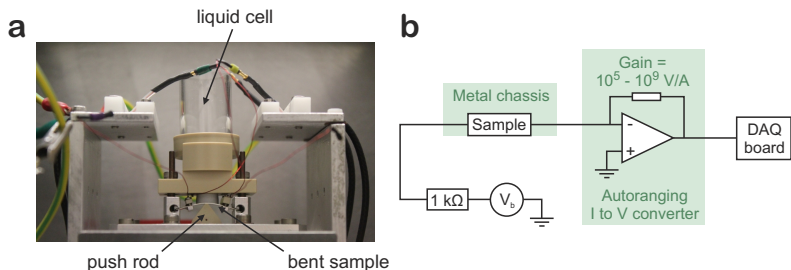 a
liquid cell
push rod
bent sample
b
Gain =
10⁵ - 10⁹ V/A
Metal chassis
Sample
-
+
DAQ
board
1 kΩ
V_b
Autoranging
I to V converter